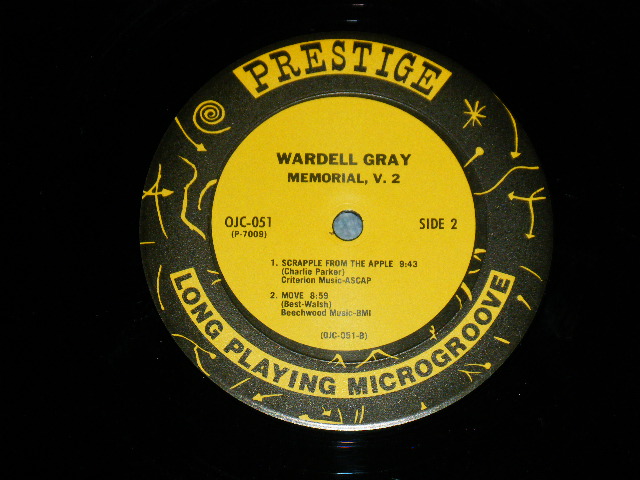 PRESTIGE
WARDELL GRAY
MEMORIAL, V. 2
OJC-051
(P-7009)
SIDE 2
1. SCRAPPLE FROM THE APPLE 9:43
(Charlie Parker)
Criterion Music-ASCAP
2. MOVE 8:59
(Best-Walsh)
Beechwood Music-BMI
(OJC-051-B)
LONG PLAYING MICROGROOVE